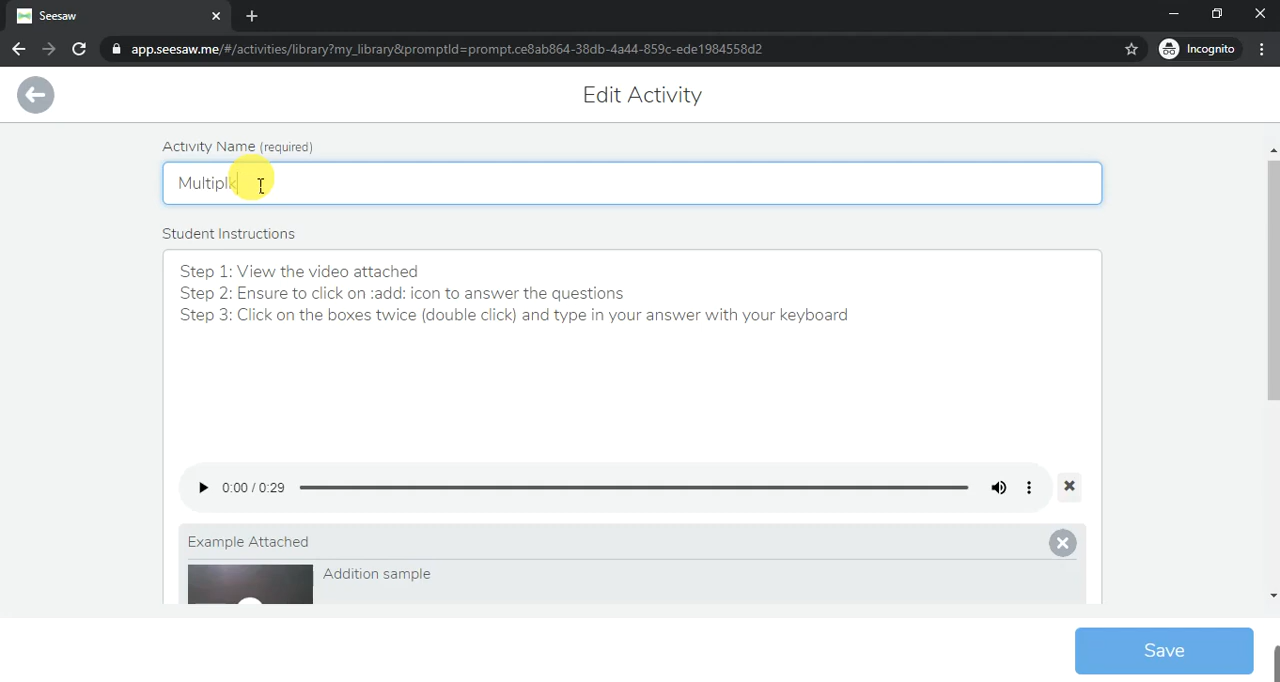 Seesaw
app.seesaw.me/#/activities/library?my_library&promptId=prompt.ce8ab864-38db-4a44-859c-ede1984558d2
Incognito
Edit Activity
Activity Name (required)
Multiplk
Student Instructions
Step 1: View the video attached
Step 2: Ensure to click on :add: icon to answer the questions
Step 3: Click on the boxes twice (double click) and type in your answer with your keyboard
0:00 / 0:29
Example Attached
Addition sample
Save